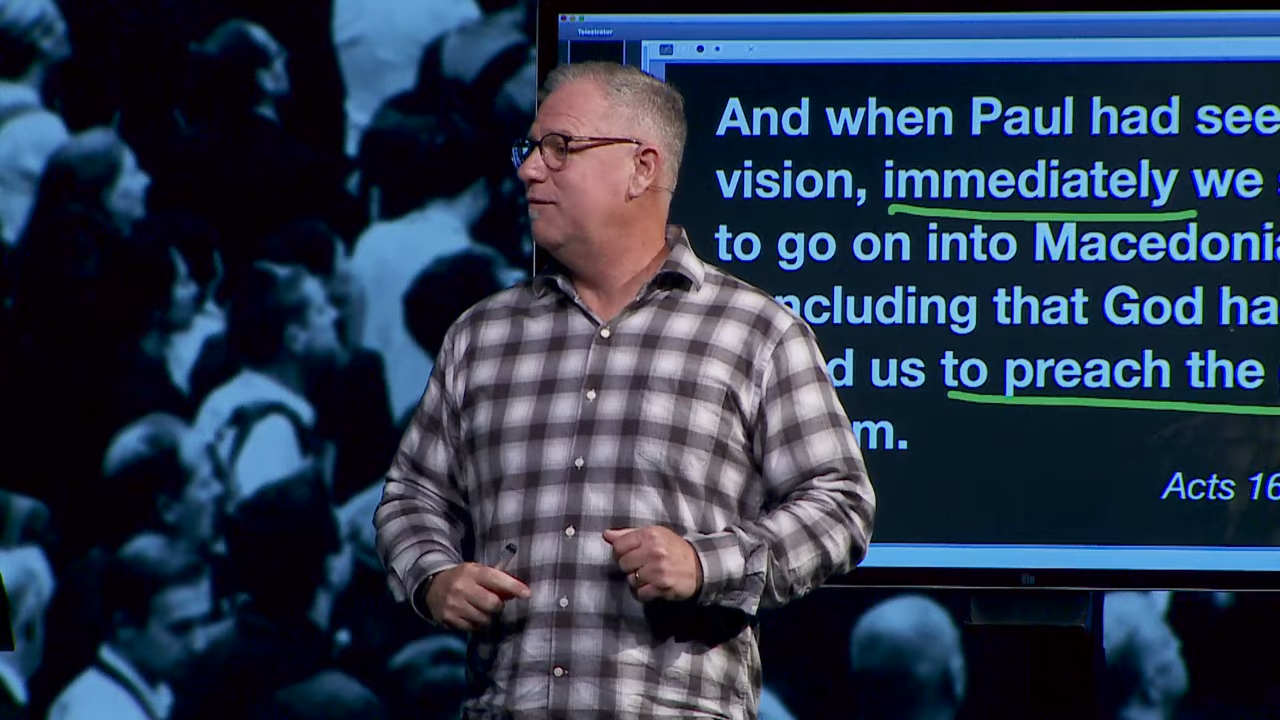 Telestrator
And when Paul had see
vision, immediately we
to go on into Macedonia
ncluding that God ha
d us to preach the
m.
Acts 16
elo